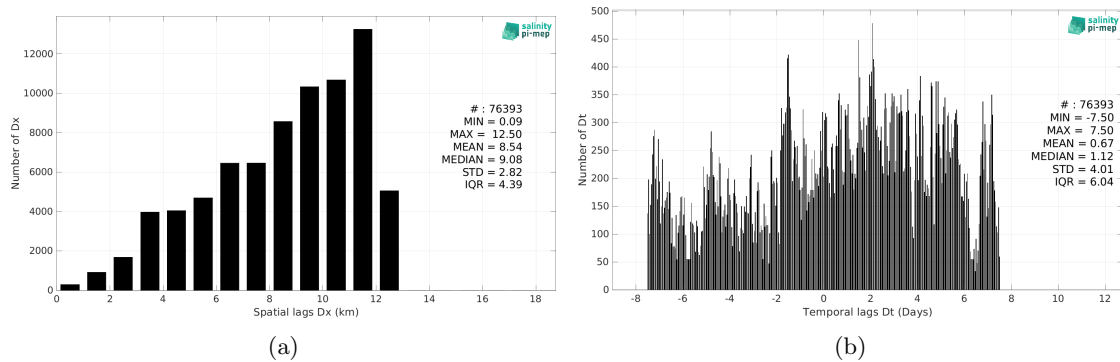 salinity
pi-mep
12000
10000
8000
6000
4000
2000
0
Number of Dx
# : 76393
MIN = 0.09
MAX = 12.50
MEAN = 8.54
MEDIAN = 9.08
STD = 2.82
IQR = 4.39
0 2 4 6 8 10 12 14 16 18
Spatial lags Dx (km)
(a)
salinity
pi-mep
500
450
400
350
300
250
200
150
100
50
0
Number of Dt
# : 76393
MIN = -7.50
MAX = 7.50
MEAN = 0.67
MEDIAN = 1.12
STD = 4.01
IQR = 6.04
-8 -6 -4 -2 0 2 4 6 8 10 12
Temporal lags Dt (Days)
(b)